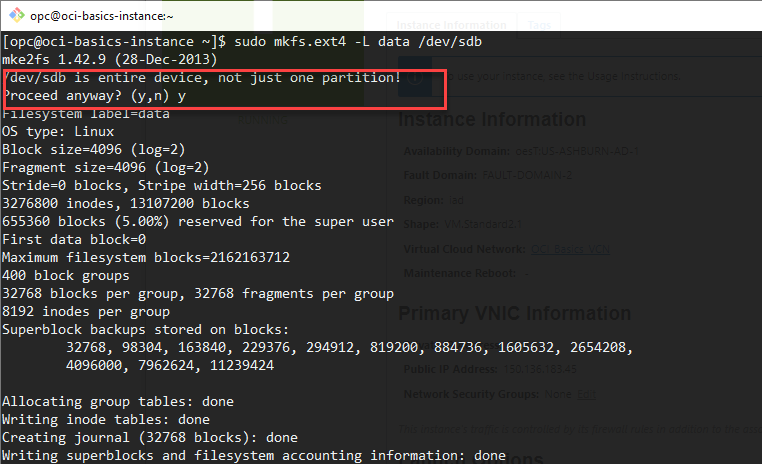 opc@oci-basics-instance:~
[opc@oci-basics-instance ~]$ sudo mkfs.ext4 -L data /dev/sdb
mke2fs 1.42.9 (28-Dec-2013)
/dev/sdb is entire device, not just one partition!
Proceed anyway? (y,n) y
Filesystem label=data
OS type: Linux
Block size=4096 (log=2)
Fragment size=4096 (log=2)
Stride=0 blocks, Stripe width=256 blocks
3276800 inodes, 13107200 blocks
655360 blocks (5.00%) reserved for the super user
First data block=0
Maximum filesystem blocks=2162163712
400 block groups
32768 blocks per group, 32768 fragments per group
8192 inodes per group
Superblock backups stored on blocks:
32768, 98304, 163840, 229376, 294912, 819200, 884736, 1605632, 2654208,
4096000, 7962624, 11239424
Allocating group tables: done
Writing inode tables: done
Creating journal (32768 blocks): done
Writing superblocks and filesystem accounting information: done
Instance Information
Tags
to use your instance, see the Usage Instructions.
Instance Information
Availability Domain: US-ASHBURN-AD-1
Fault Domain: FAULT-DOMAIN-2
Region: iad
Shape: VM.Standard2.1
Virtual Cloud Network:
Maintenance Reboot: -
Primary VNIC Information
Public IP Address:
Network Security Groups: None Edit